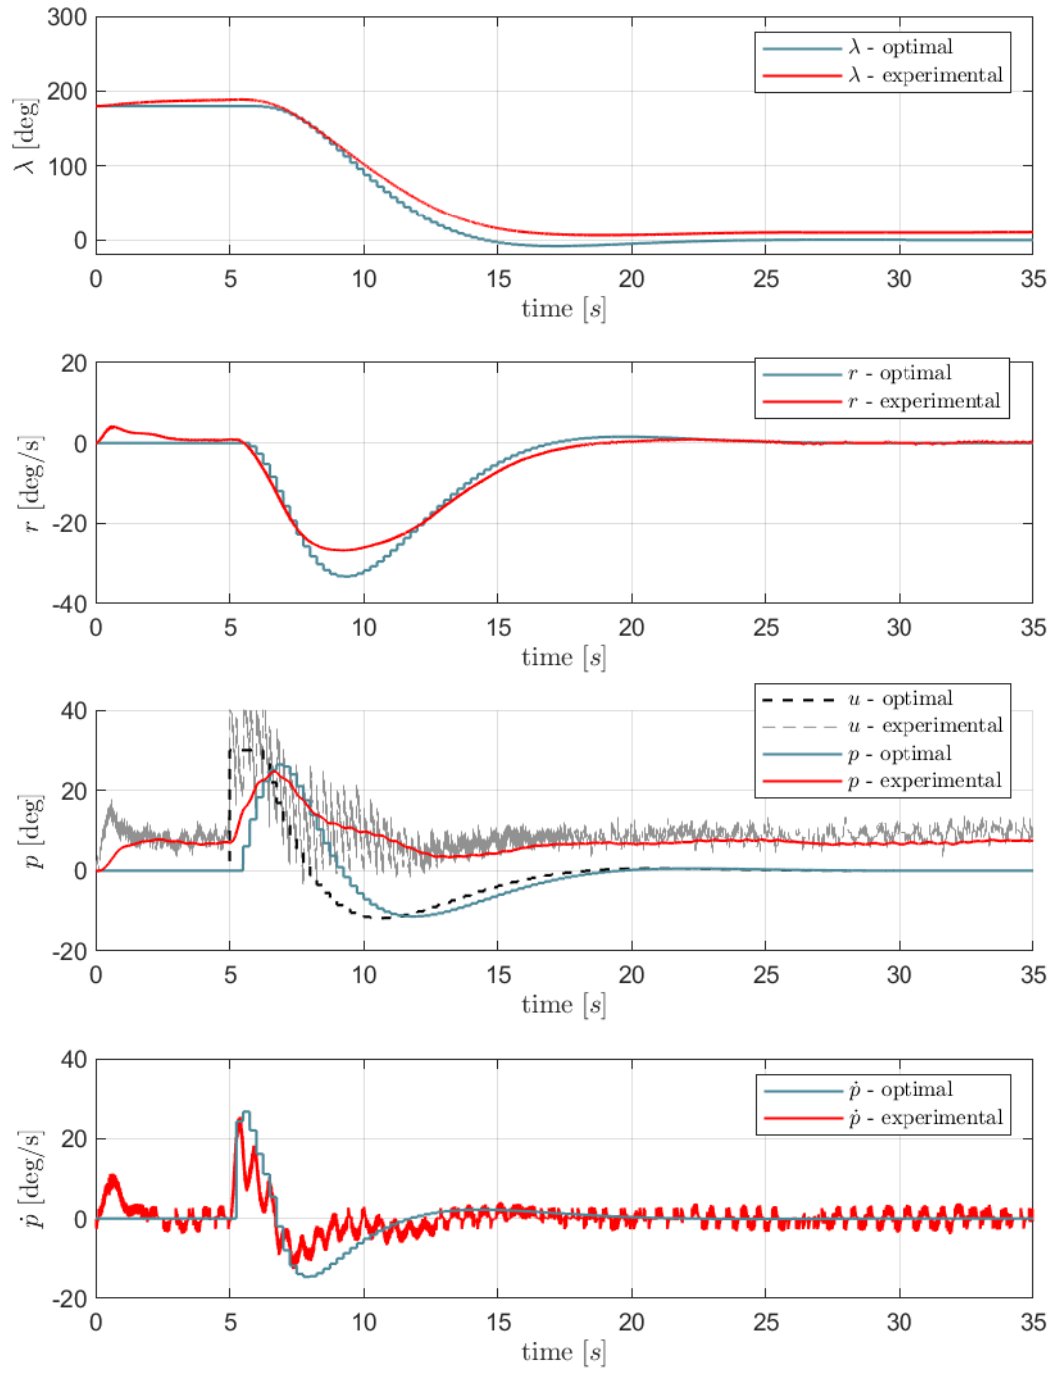 300
200
100
0
λ [deg]
λ - optimal
λ - experimental
0 5 10 15 20 25 30 35
time [s]
20
0
-20
-40
r [deg/s]
r - optimal
r - experimental
0 5 10 15 20 25 30 35
time [s]
40
20
0
-20
p [deg]
u - optimal
u - experimental
p - optimal
p - experimental
0 5 10 15 20 25 30 35
time [s]
40
20
0
-20
ṗ [deg/s]
ṗ - optimal
ṗ - experimental
0 5 10 15 20 25 30 35
time [s]